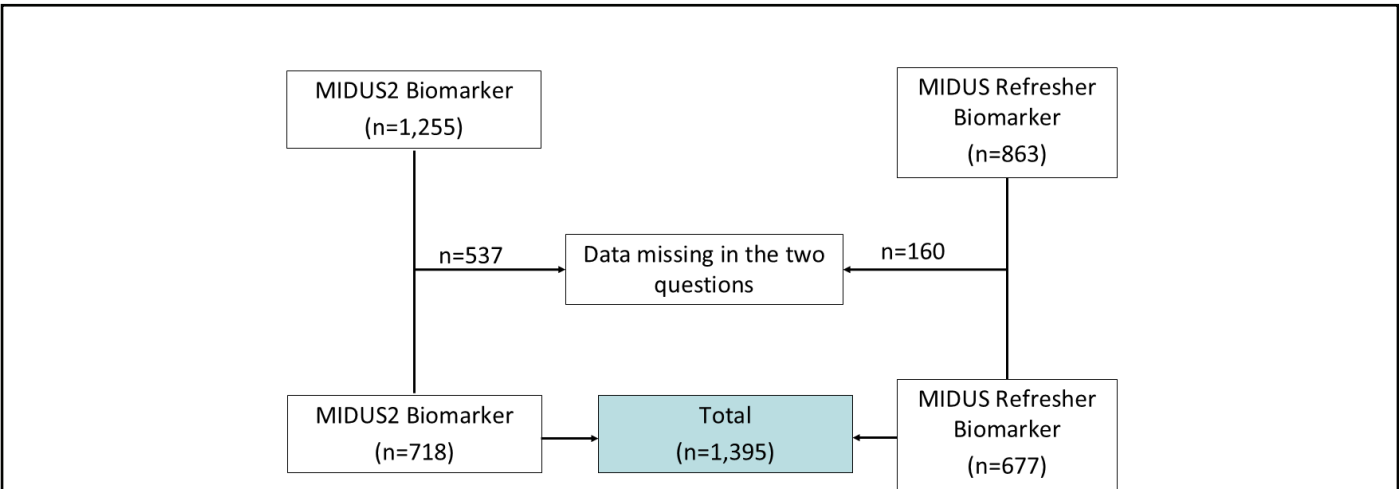 MIDUS2 Biomarker
(n=1,255)
MIDUS Refresher
Biomarker
(n=863)
n=537
Data missing in the two
questions
n=160
MIDUS2 Biomarker
(n=718)
Total
(n=1,395)
MIDUS Refresher
Biomarker
(n=677)